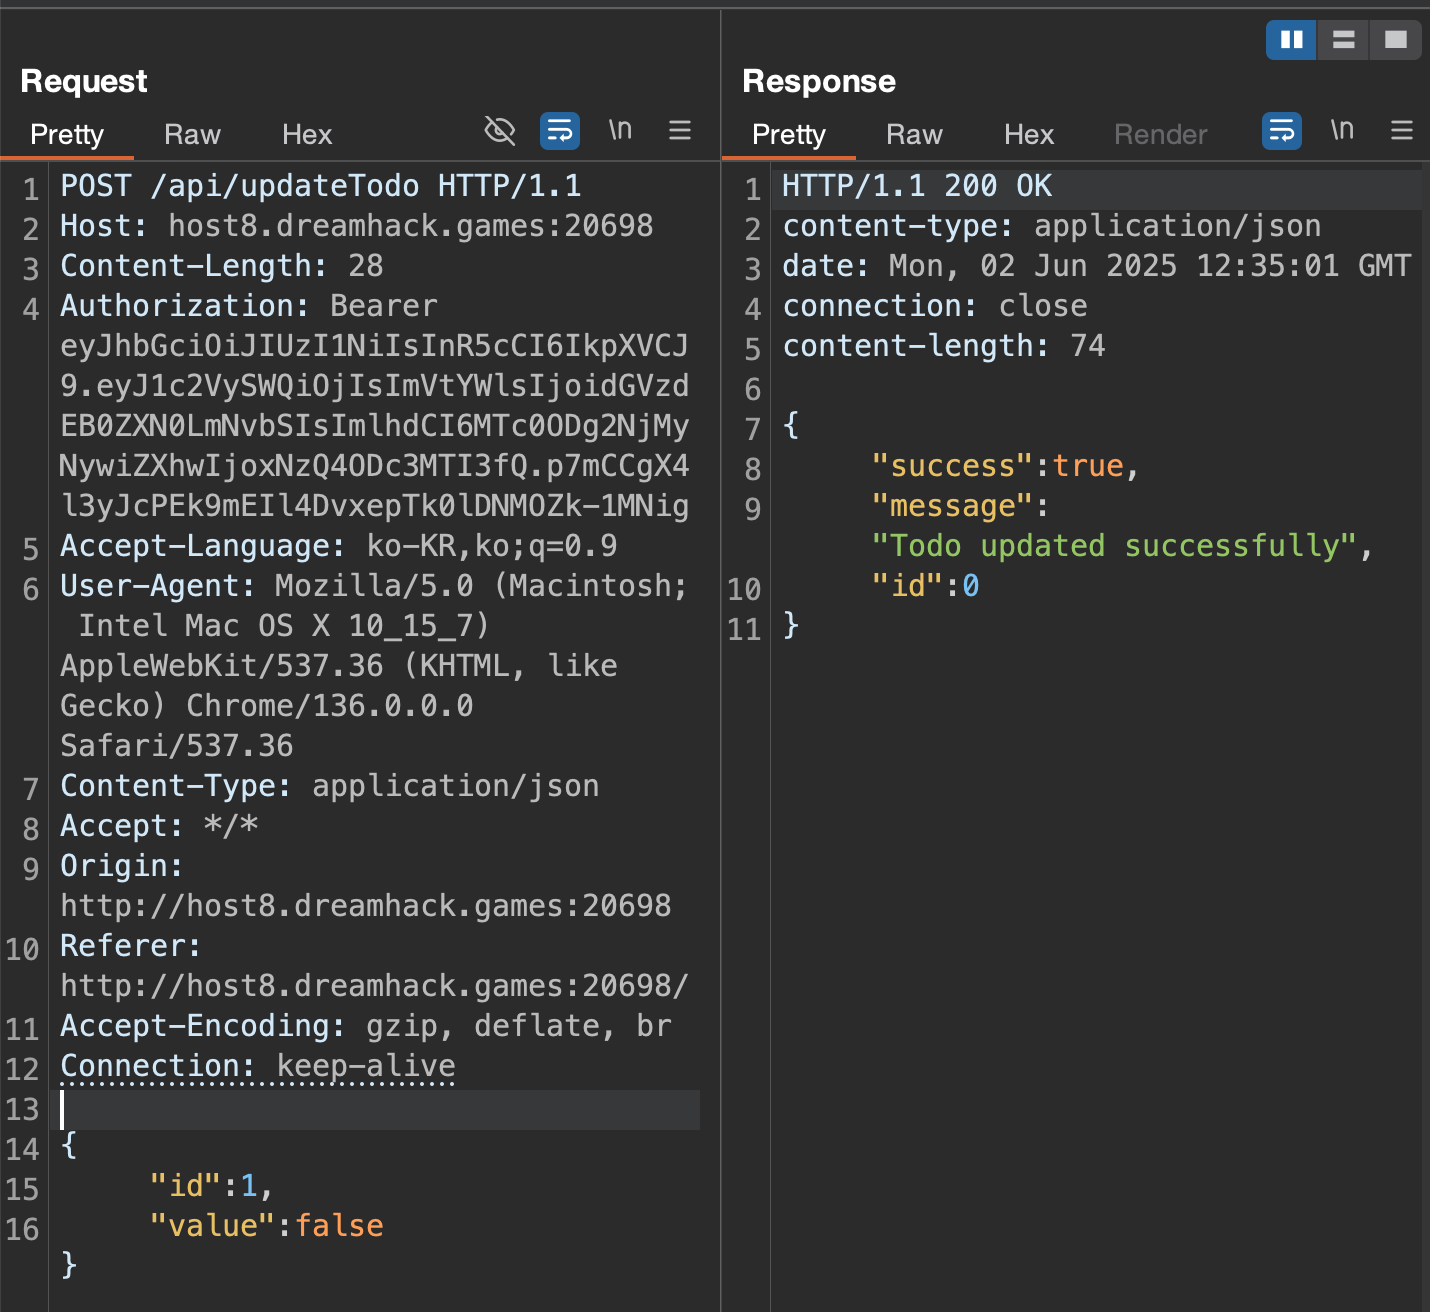 Request
Pretty Raw Hex \n
1 POST /api/updateTodo HTTP/1.1
2 Host: host8.dreamhack.games:20698
3 Content-Length: 28
4 Authorization: Bearer
eyJhbGciOiJIUzI1NiIsInR5cCI6IkpXVCJ
9.eyJ1c2VySWQiOjIsImVtYWlsIjoidGVzd
EB0ZXN0LmNvbSIsImlhdCI6MTc0ODg2NjMy
NywiZXhwIjoxNzQ4ODc3MTI3fQ.p7mCCgX4
l3yJcPEk9mEIl4DvxepTk0lDNMOZk-1MNig
5 Accept-Language: ko-KR,ko;q=0.9
6 User-Agent: Mozilla/5.0 (Macintosh;
Intel Mac OS X 10_15_7)
AppleWebKit/537.36 (KHTML, like
Gecko) Chrome/136.0.0.0
Safari/537.36
7 Content-Type: application/json
8 Accept: */*
9 Origin:
http://host8.dreamhack.games:20698
10 Referer:
http://host8.dreamhack.games:20698/
11 Accept-Encoding: gzip, deflate, br
12 Connection: keep-alive
13
14 {
15 "id":1,
16 "value":false
}
Response
Pretty Raw Hex Render \n
1 HTTP/1.1 200 OK
2 content-type: application/json
3 date: Mon, 02 Jun 2025 12:35:01 GMT
4 connection: close
5 content-length: 74
6
7 {
8 "success":true,
9 "message":
"Todo updated successfully",
10 "id":0
11 }